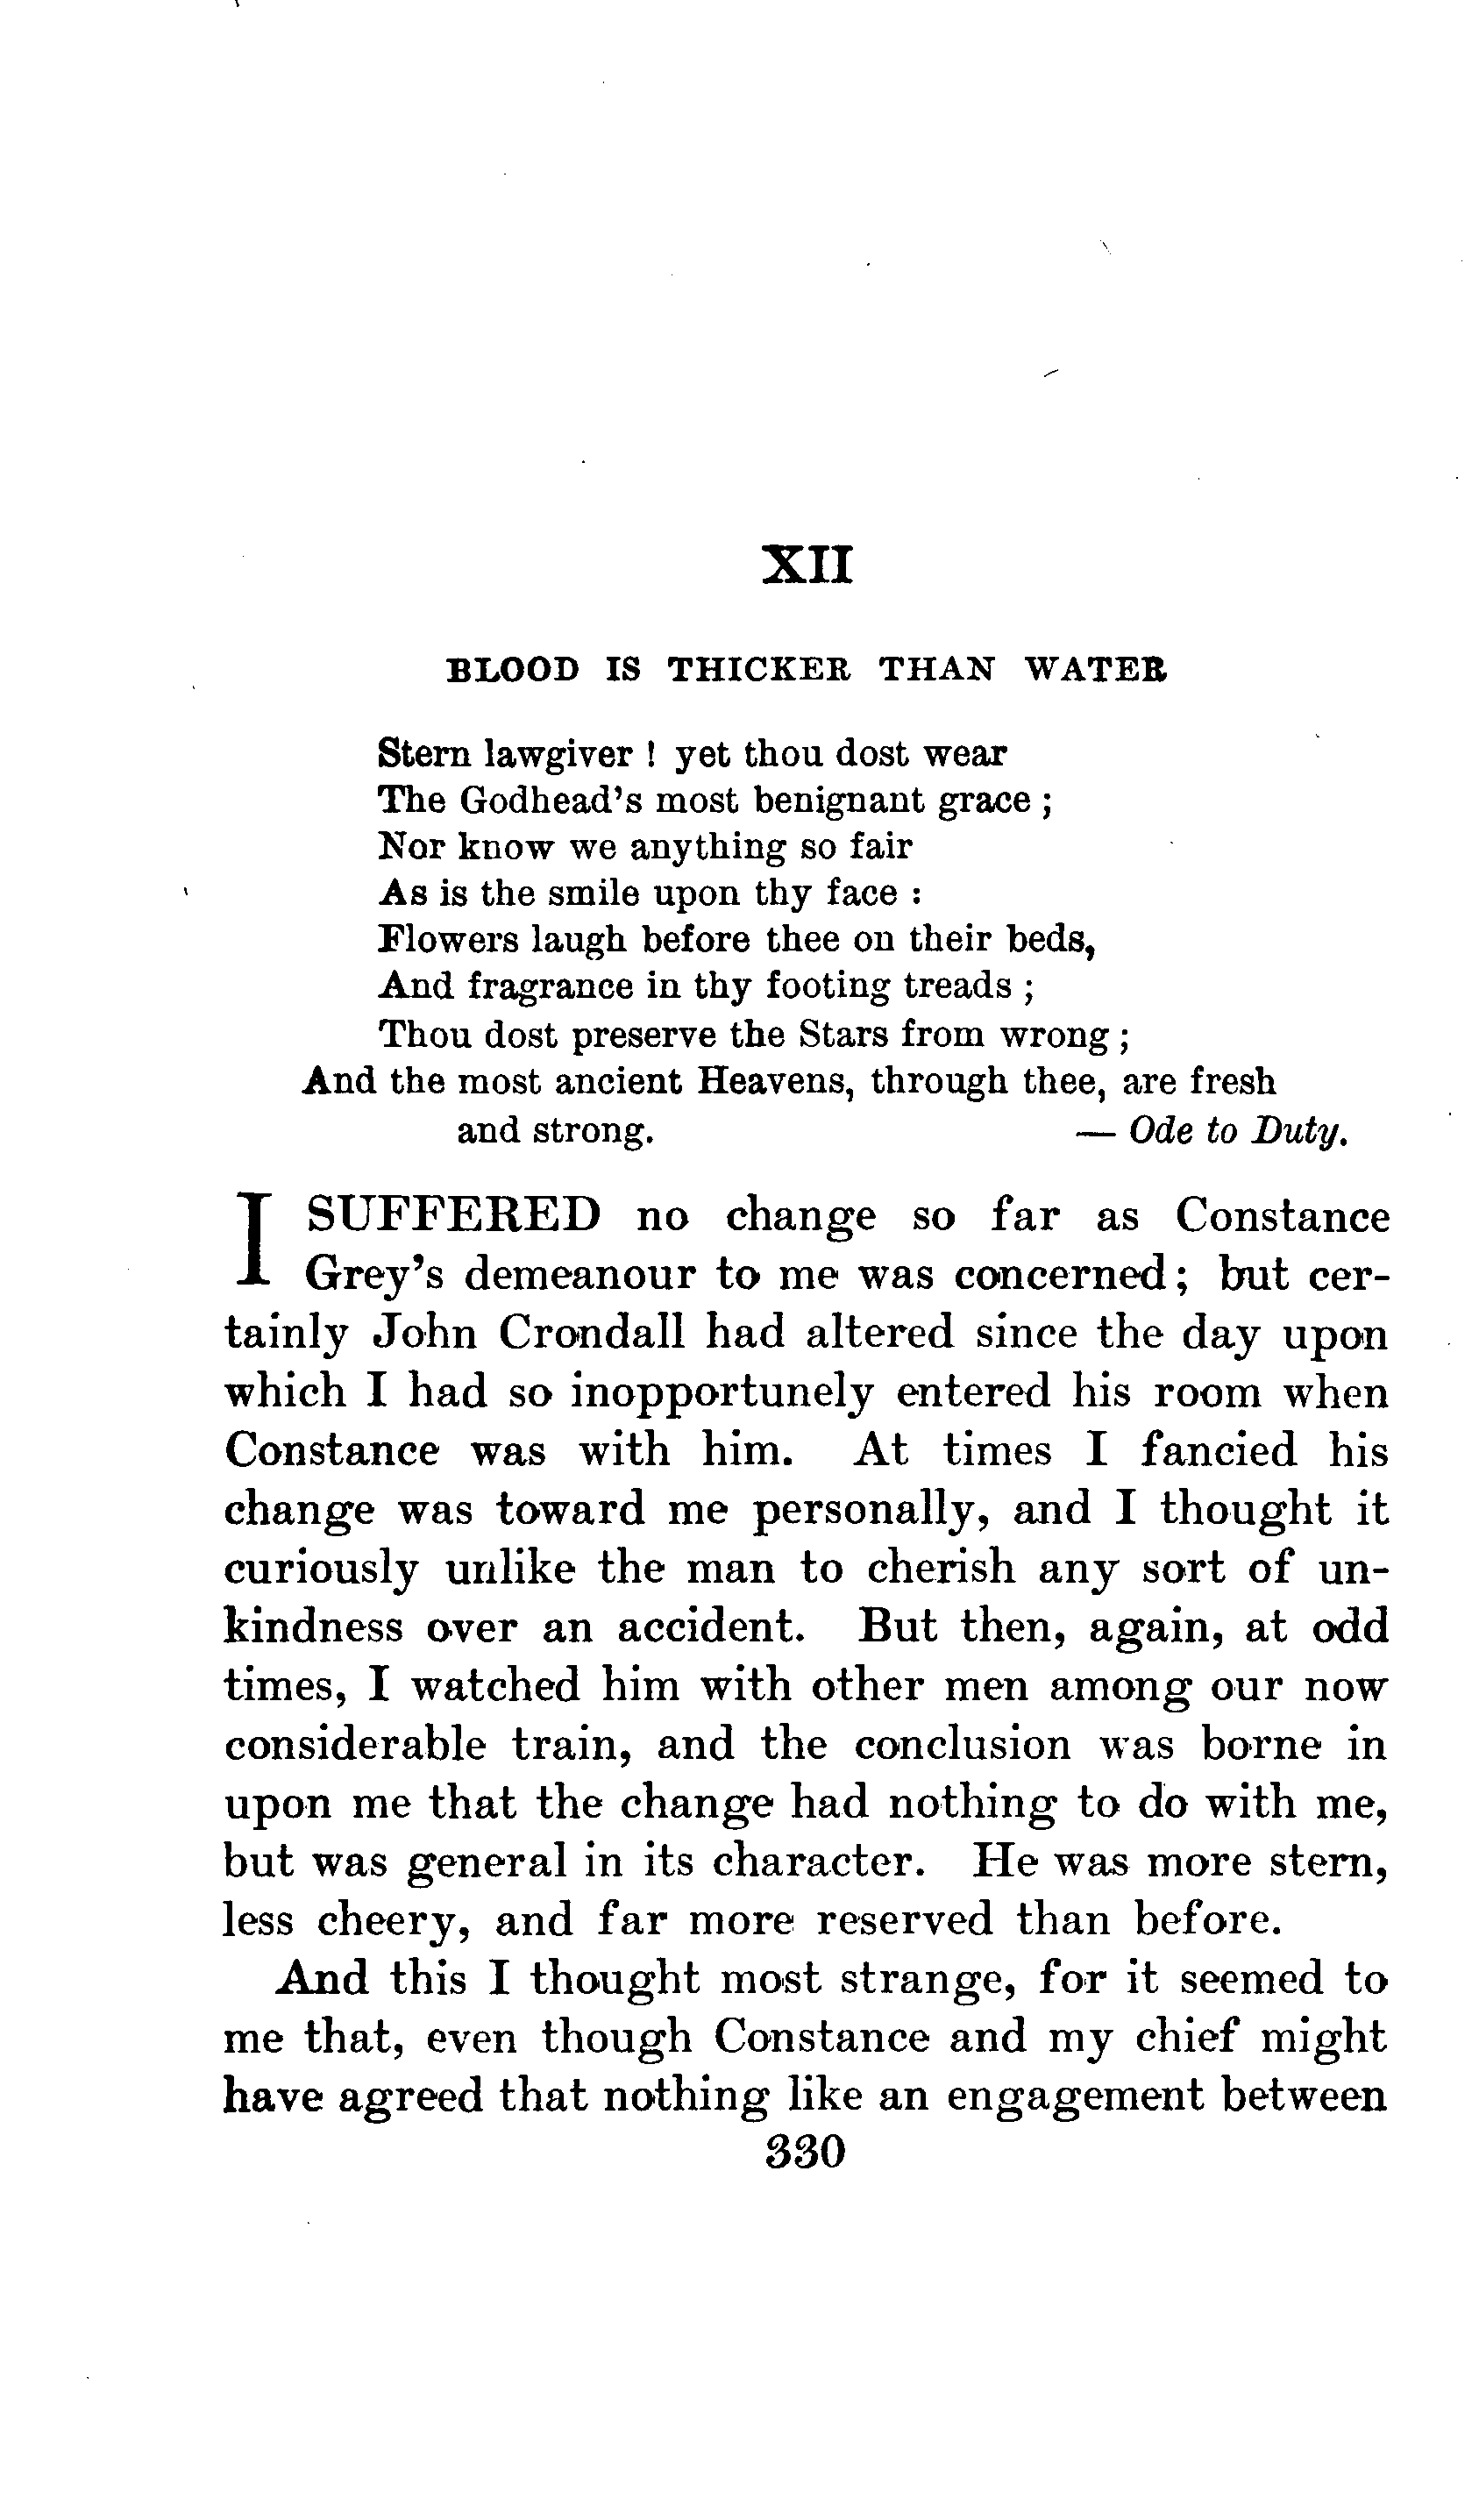 XII
BLOOD IS THICKER THAN WATER
Stern lawgiver ! yet thou dost wear
The Godhead's most benignant grace ;
Nor know we anything so fair
As is the smile upon thy face :
Flowers laugh before thee on their beds,
And fragrance in thy footing treads ;
Thou dost preserve the Stars from wrong ;
And the most ancient Heavens, through thee, are fresh
and strong. — Ode to Duty.
I SUFFERED no change so far as Constance
Grey's demeanour to me was concerned; but cer-
tainly John Crondall had altered since the day upon
which I had so inopportunely entered his room when
Constance was with him. At times I fancied his
change was toward me personally, and I thought it
curiously unlike the man to cherish any sort of un-
kindness over an accident. But then, again, at odd
times, I watched him with other men among our now
considerable train, and the conclusion was borne in
upon me that the change had nothing to do with me,
but was general in its character. He was more stern,
less cheery, and far more reserved than before.
And this I thought most strange, for it seemed to
me that, even though Constance and my chief might
have agreed that nothing like an engagement between
330